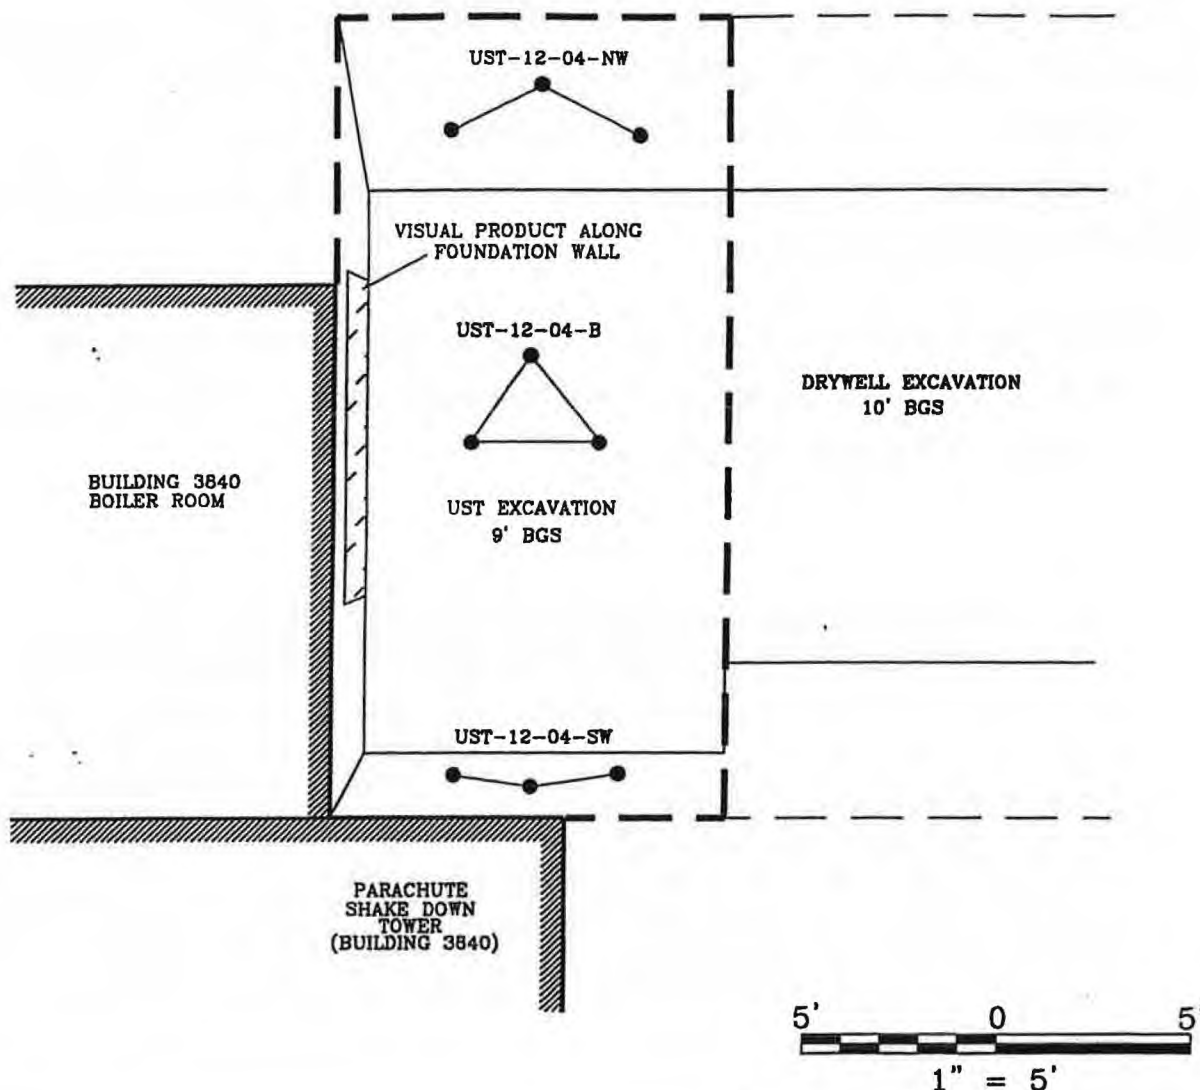 UST-12-04-NW
VISUAL PRODUCT ALONG
FOUNDATION WALL
UST-12-04-B
DRYWELL EXCAVATION
10' BGS
BUILDING 3840
BOILER ROOM
UST EXCAVATION
9' BGS
UST-12-04-SW
PARACHUTE
SHAKE DOWN
TOWER
(BUILDING 3840)
5' 0 5'
1" = 5'